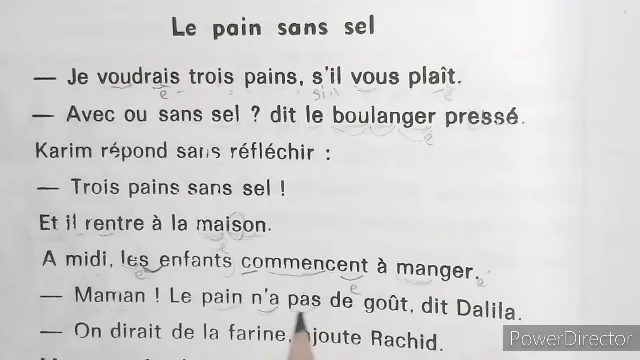 Le pain sans sel
— Je voudrais trois pains, s'il vous plaît.
— Avec ou sans sel ? dit le boulanger pressé.
Karim répond sans réfléchir :
— Trois pains sans sel !
Et il rentre à la maison.
A midi, les enfants commencent à manger.
— Maman ! Le pain n'a pas de goût, dit Dalila.
— On dirait de la farine, ajoute Rachid.
PowerDirector